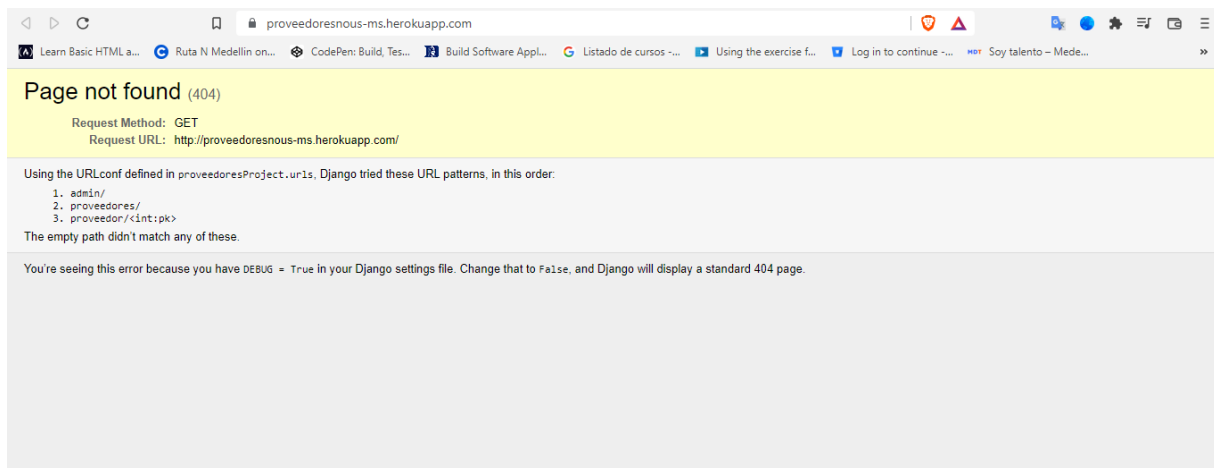 proveedoresnous-ms.herokuapp.com
Learn Basic HTML a... Ruta N Medellin on... CodePen: Build, Tes... Build Software Appl... Listado de cursos -... Using the exercise f... Log in to continue -... MDT Soy talento – Mede... »
Page not found (404)
Request Method: GET
Request URL: http://proveedoresnous-ms.herokuapp.com/
Using the URLconf defined in proveedoresProject.urls, Django tried these URL patterns, in this order:
1. admin/
2. proveedores/
3. proveedor/<int:pk>
The empty path didn't match any of these.
You're seeing this error because you have DEBUG = True in your Django settings file. Change that to False, and Django will display a standard 404 page.